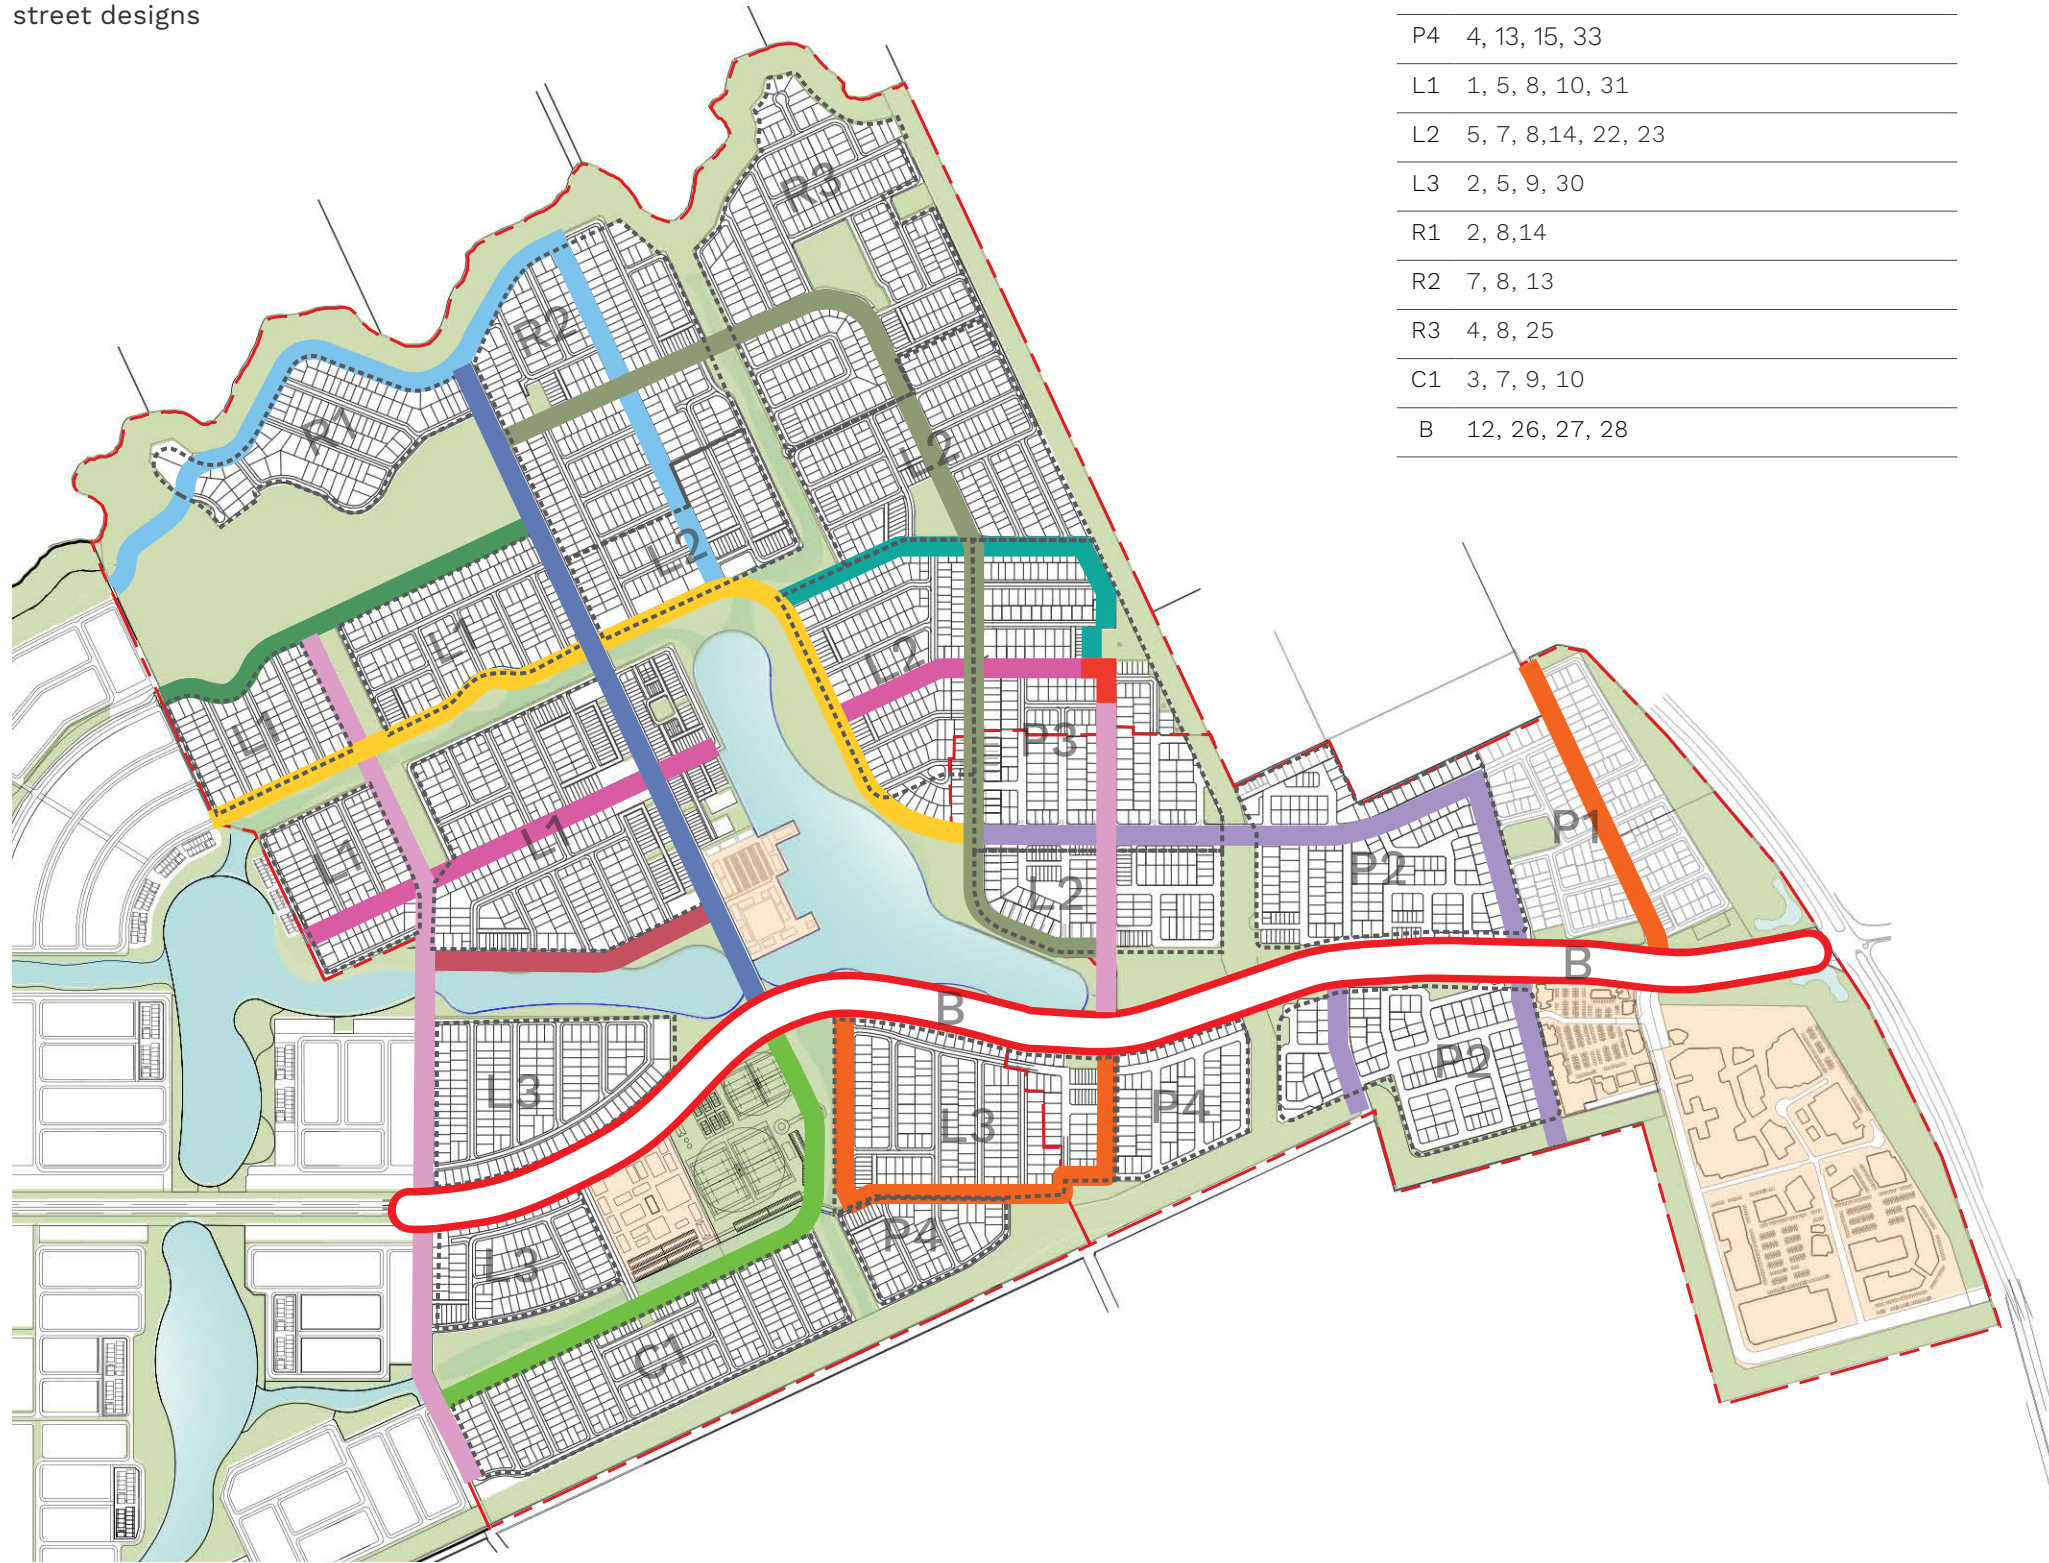 street designs
P4 4, 13, 15, 33
L1 1, 5, 8, 10, 31
L2 5, 7, 8,14, 22, 23
L3 2, 5, 9, 30
R1 2, 8,14
R2 7, 8, 13
R3 4, 8, 25
C1 3, 7, 9, 10
B 12, 26, 27, 28
R3
R2
R1
L2
L2
L1
L2
L1
P3
L1
L1
P1
P2
L2
B
B
L3
L3
P4
P2
P4
L3
C1